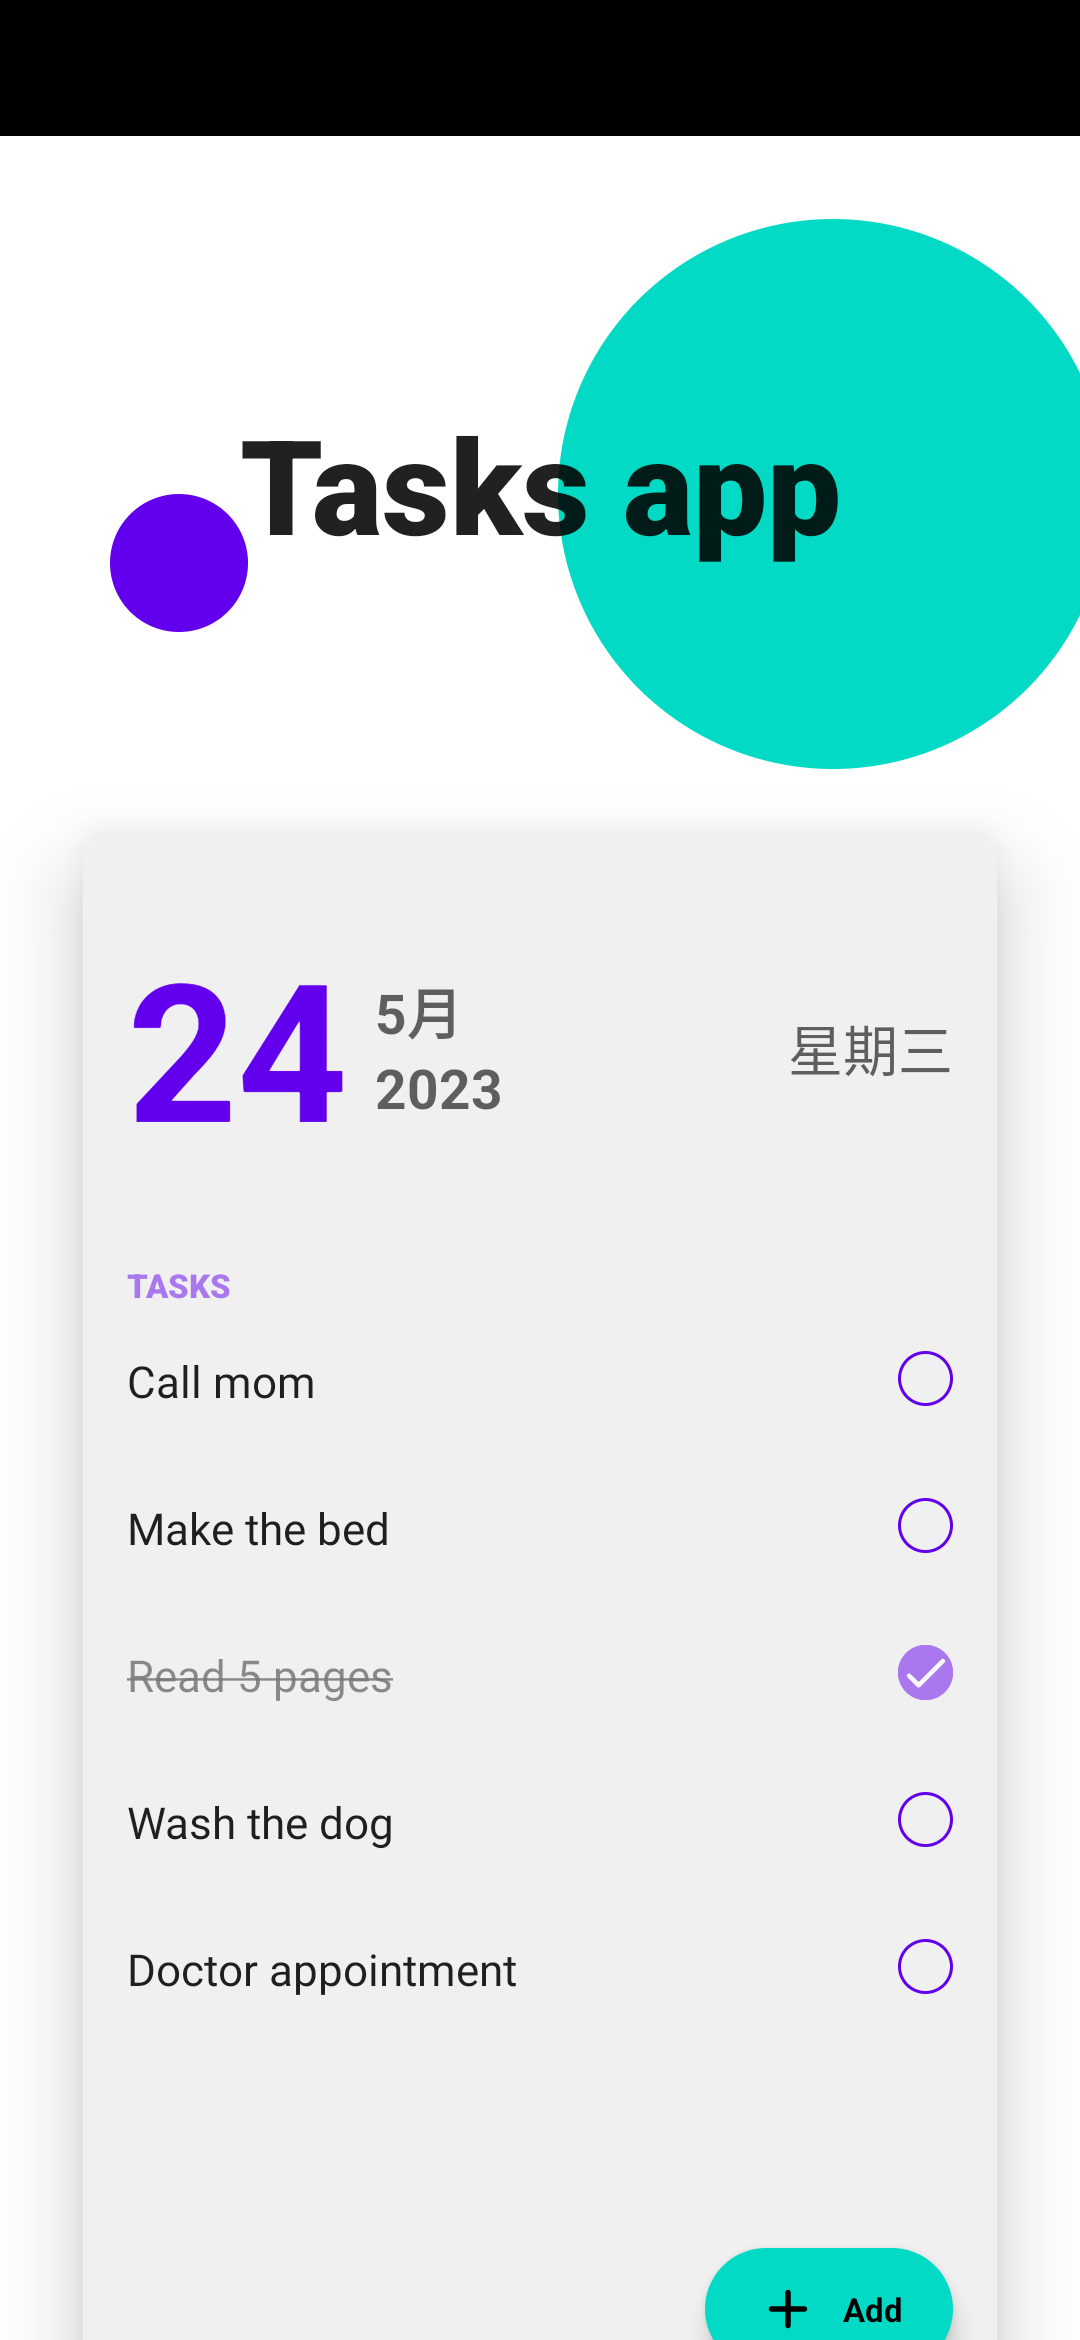 Tasks app
24
5月
2023
星期三
TASKS
Call mom
Make the bed
Read 5 pages
Wash the dog
Doctor appointment
Add